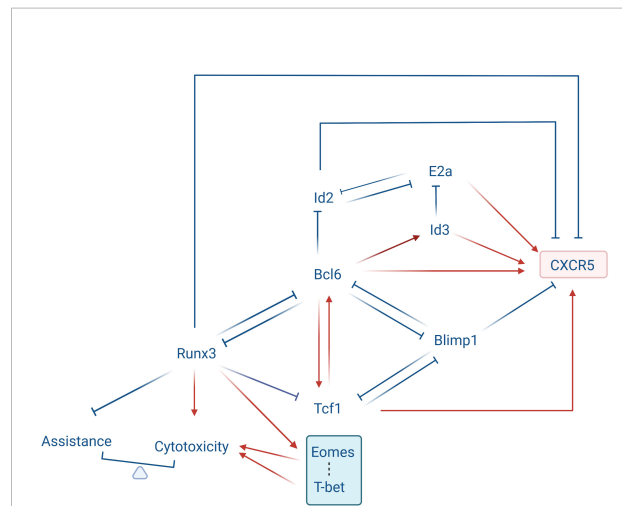 E2a
Id2
Id3
CXCR5
Bcl6
Blimp1
Runx3
Tcf1
Assistance
Cytotoxicity
Eomes
T-bet